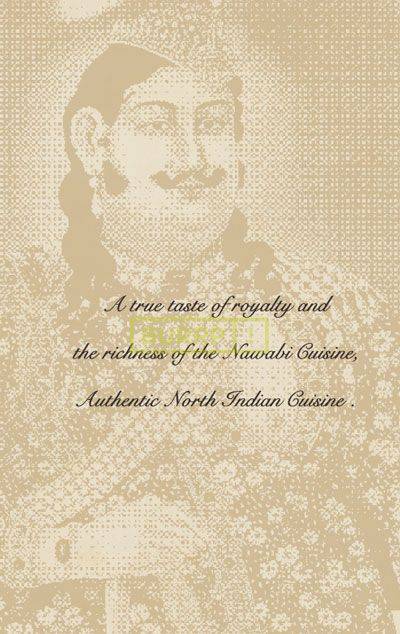 A true taste of royalty and
the richness of the Nawabi Cuisine,
Authentic North Indian Cuisine .